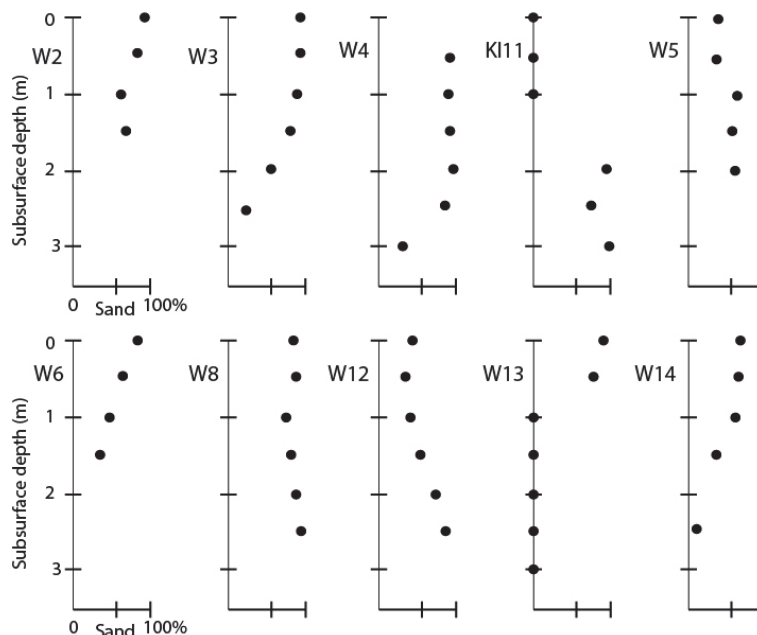 0
W2
W3
W4
KI11
W5
1
2
3
Subsurface depth (m)
0 Sand 100%
0
W6
W8
W12
W13
W14
1
2
3
Subsurface depth (m)
0 Sand 100%